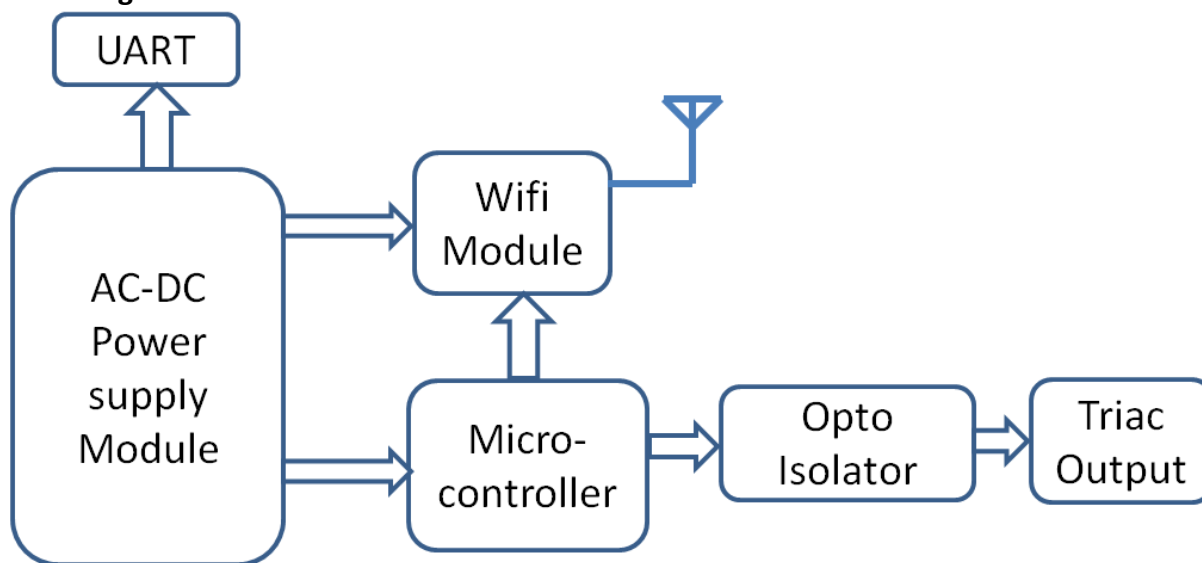 UART
Wifi
Module
AC-DC
Power
supply
Module
Micro-
controller
Opto
Isolator
Triac
Output